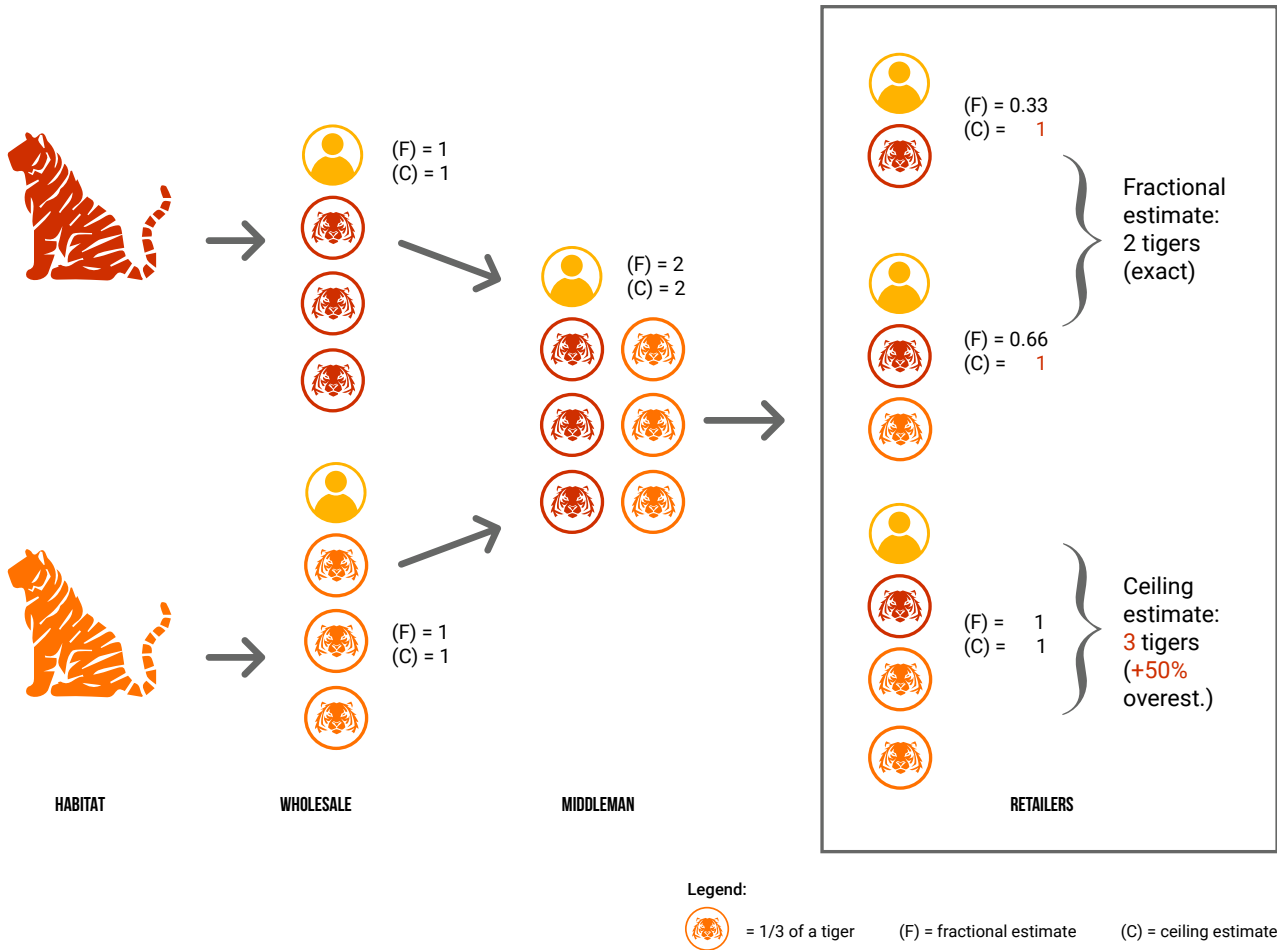 (F) = 1
(C) = 1
(F) = 2
(C) = 2
(F) = 1
(C) = 1
(F) = 0.33
(C) = 1
(F) = 0.66
(C) = 1
(F) = 1
(C) = 1
Fractional
estimate:
2 tigers
(exact)
Ceiling
estimate:
3 tigers
(+50%
overest.)
HABITAT
WHOLESALE
MIDDLEMAN
RETAILERS
Legend:
= 1/3 of a tiger
(F) = fractional estimate
(C) = ceiling estimate